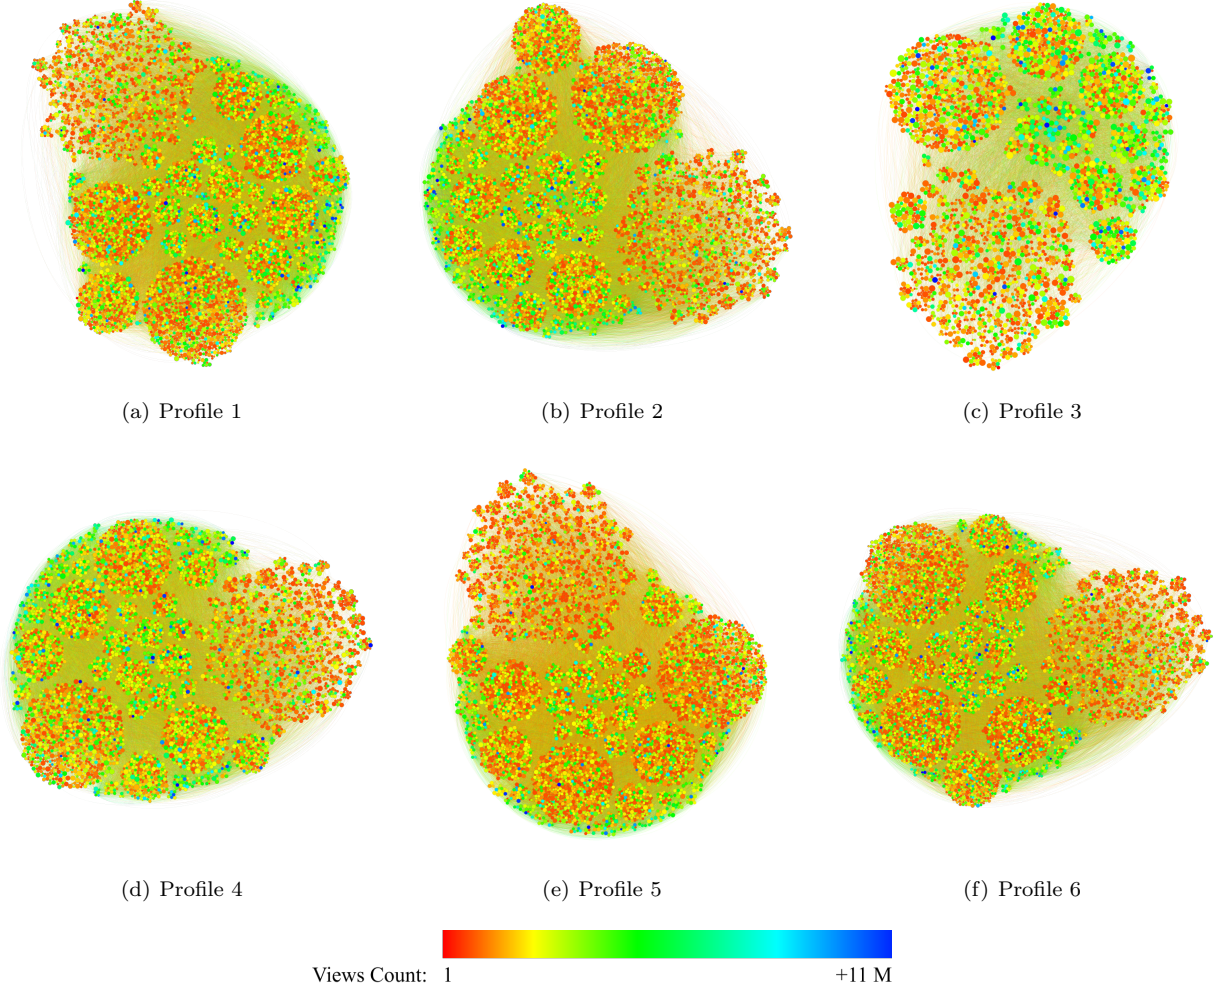 (a) Profile 1
(b) Profile 2
(c) Profile 3
(d) Profile 4
(e) Profile 5
(f) Profile 6
Views Count: 1 +11 M